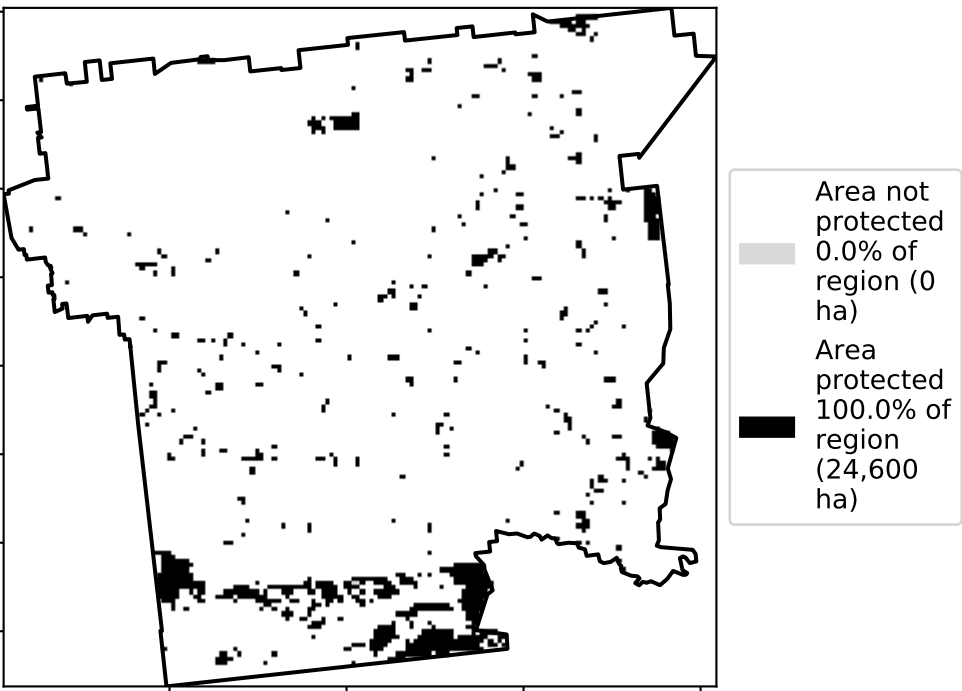 Area not
protected
0.0% of
region (0
ha)
Area
protected
100.0% of
region
(24,600
ha)